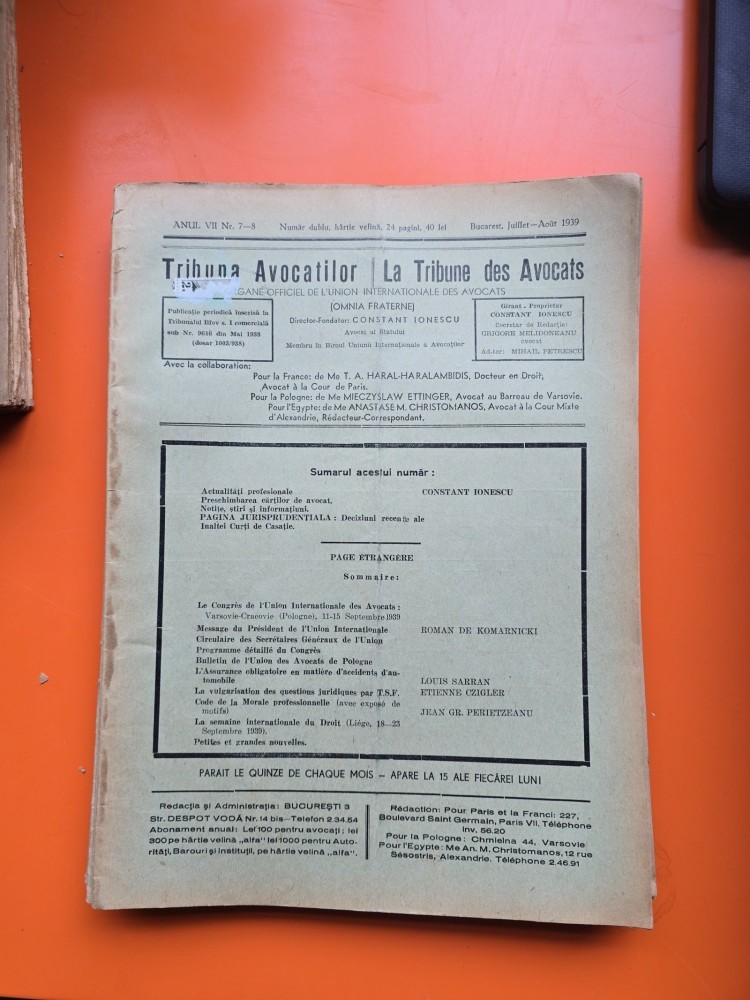 ANUL VII Nr. 7—8 Număr dublu, hârtie velină, 24 pagini, 40 lei Bucarest, Juillet—Août 1939
Tribuna Avocatilor | La Tribune des Avocats
ORGANE OFFICIEL DE L'UNION INTERNATIONALE DES AVOCATS
Publicație periodică înscrisă la
Tribunalul Ilfov s. I comercială
sub Nr. 9646 din Mai 1938
(dosar 1003/938)
(OMNIA FRATERNE)
Director-Fondator: CONSTANT IONESCU
Avocat al Statului
Membru în Biroul Uniunii Internaționale a Avocaților
Girant - Proprietar
CONSTANT IONESCU
Secretar de Redacție:
GRIGORE MELIDONEANU
avocat
Ad-tor: MIHAIL PETRESCU
Avec la collaboration:
Pour la France: de Me T. A. HARAL-HARALAMBIDIS, Docteur en Droit,
Avocat à la Cour de Paris.
Pour la Pologne: de Me MIECZYSLAW ETTINGER, Avocat au Barreau de Varsovie.
Pour l'Egypte: de Me ANASTASE M. CHRISTOMANOS, Avocat à la Cour Mixte
d'Alexandrie, Rédacteur-Correspondant.
Sumarul acestui număr:
Actualități profesionale CONSTANT IONESCU
Preschimbarea cărților de avocat.
Notițe, știri și informațiuni.
PAGINA JURISPRUDENȚIALA: Deciziuni recente ale
Inaltei Curți de Casație.
PAGE ÉTRANGÈRE
Sommaire:
Le Congrès de l'Union Internationale des Avocats:
Varsovie-Cracovie (Pologne), 11-15 Septembre 1939
Message du Président de l'Union Internationale ROMAN DE KOMARNICKI
Circulaire des Secrétaires Généraux de l'Union
Programme détaillé du Congrès
Bulletin de l'Union des Avocats de Pologne
L'Assurance obligatoire en matière d'accidents d'au-
tomobile LOUIS SARRAN
La vulgarisation des questions juridiques par T.S.F. ETIENNE CZIGLER
Code de la Morale professionnelle (avec exposé de
motifs) JEAN GR. PERIETZEANU
La semaine internationale du Droit (Liége, 18—23
Septembre 1939).
Petites et grandes nouvelles.
PARAIT LE QUINZE DE CHAQUE MOIS — APARE LA 15 ALE FIECĂREI LUNI
Redacția și Administrația: BUCUREȘTI 3
Str. DESPOT VODĂ Nr. 14 bis—Telefon 2.34.54
Abonament anual: Lei 100 pentru avocați; lei
300 pe hârtie velină „alfa" lei 1000 pentru Auto-
rități, Barouri și Instituții, pe hârtie velină „alfa".
Rédaction: Pour Paris et la Franci: 227,
Boulevard Saint Germain, Paris VII, Téléphone
Inv. 56.20
Pour la Pologne: Chmielna 44, Varsovie
Pour l'Egypte: Me An. M. Christomanos, 12 rue
Sésostris, Alexandrie. Téléphone 2.46.91